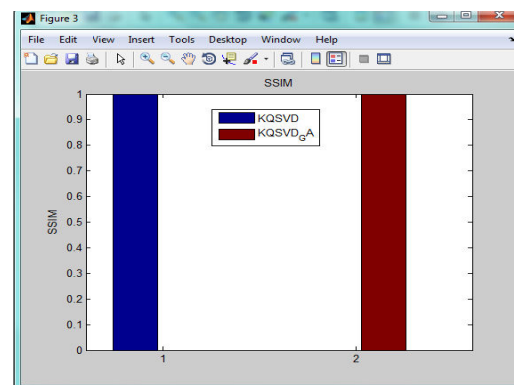 Figure 3
File Edit View Insert Tools Desktop Window Help
SSIM
1
0.9
0.8
0.7
0.6
0.5
0.4
0.3
0.2
0.1
0
SSIM
KQSVD
KQSVD_GA
1 2